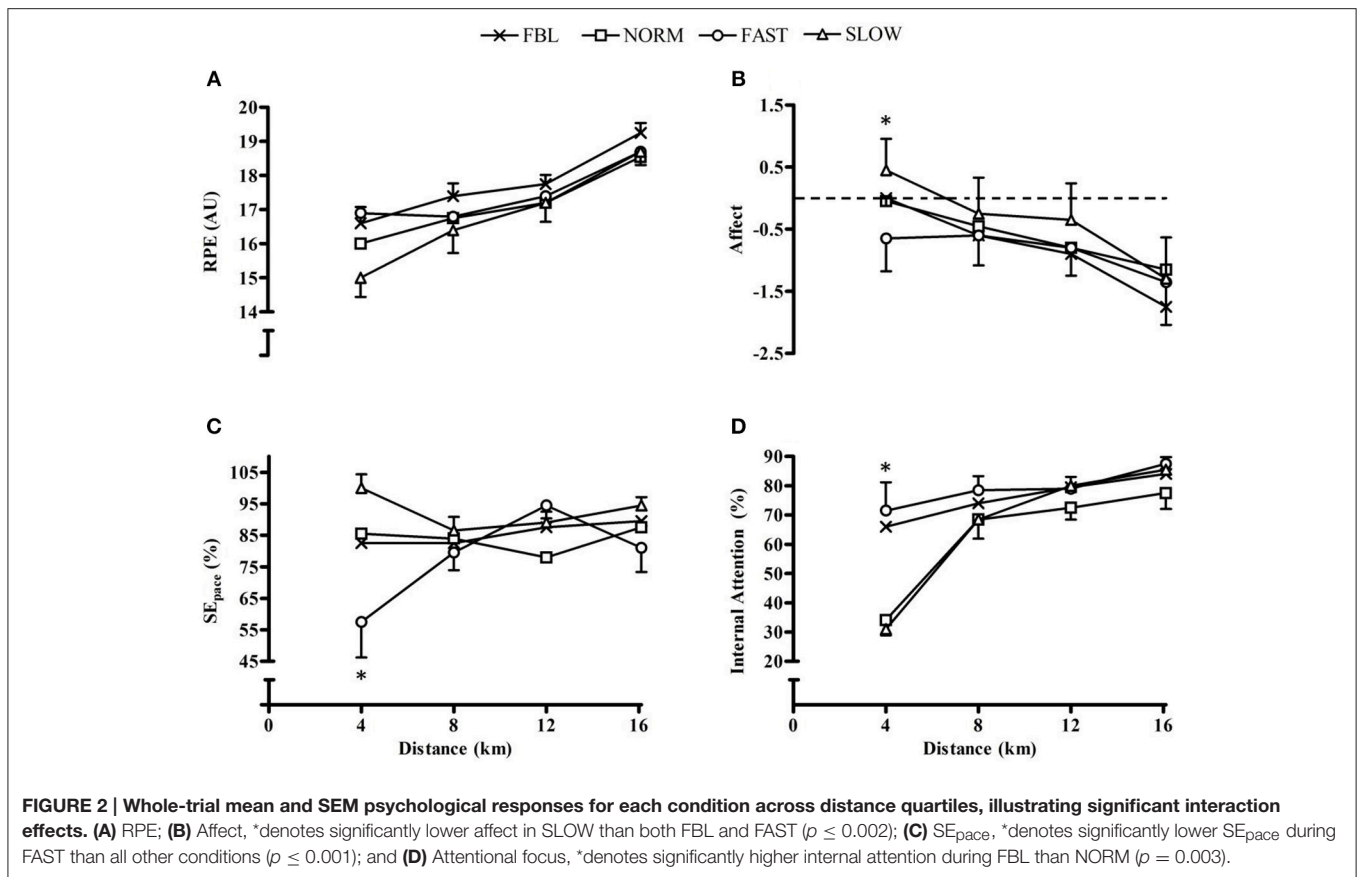 FBL NORM FAST SLOW
A
B
20
19
18
17
16
15
14
RPE (AU)
1.5
0.5
-0.5
-1.5
-2.5
Affect
*
C
D
105
95
85
75
65
55
45
SEpace (%)
*
0 4 8 12 16
Distance (km)
90
80
70
60
50
40
30
20
Internal Attention (%)
*
0 4 8 12 16
Distance (km)
FIGURE 2 | Whole-trial mean and SEM psychological responses for each condition across distance quartiles, illustrating significant interaction
effects. (A) RPE; (B) Affect, *denotes significantly lower affect in SLOW than both FBL and FAST (p ≤ 0.002); (C) SEpace, *denotes significantly lower SEpace during
FAST than all other conditions (p ≤ 0.001); and (D) Attentional focus, *denotes significantly higher internal attention during FBL than NORM (p = 0.003).